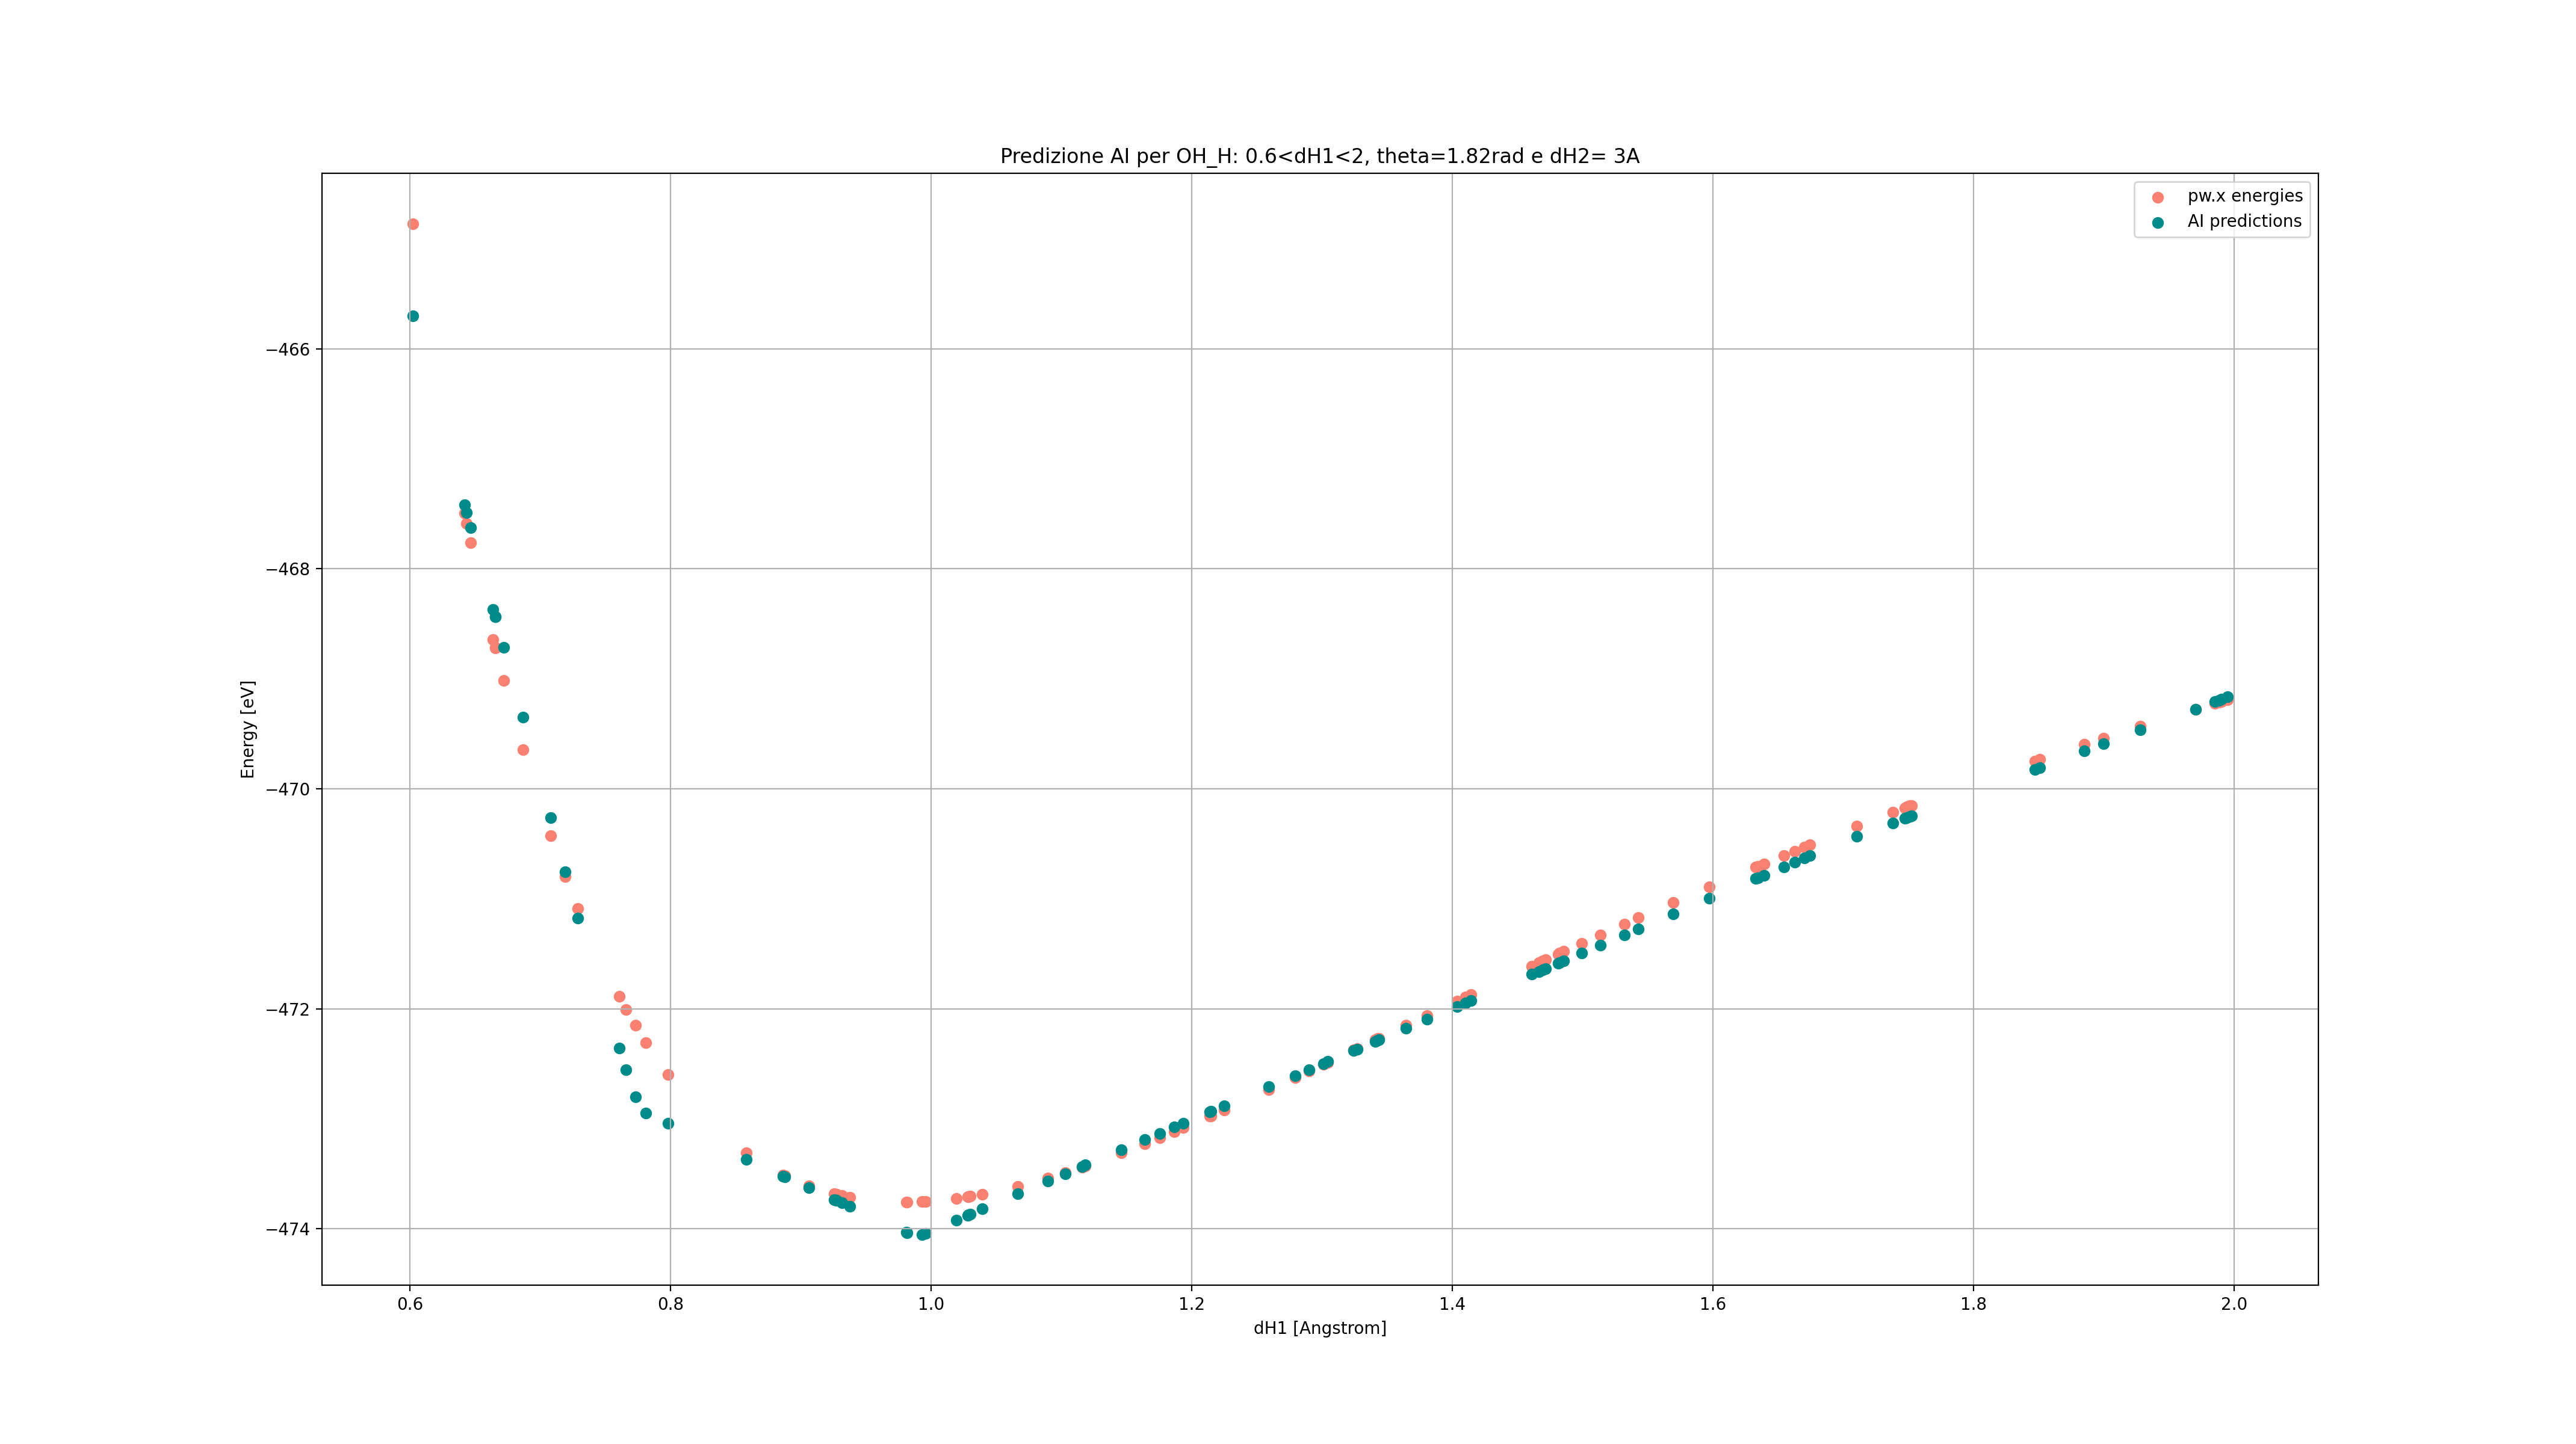 Predizione AI per OH_H: 0.6<dH1<2, theta=1.82rad e dH2= 3A
pw.x energies
AI predictions
−466
−468
−470
−472
−474
Energy [eV]
0.6 0.8 1.0 1.2 1.4 1.6 1.8 2.0
dH1 [Angstrom]